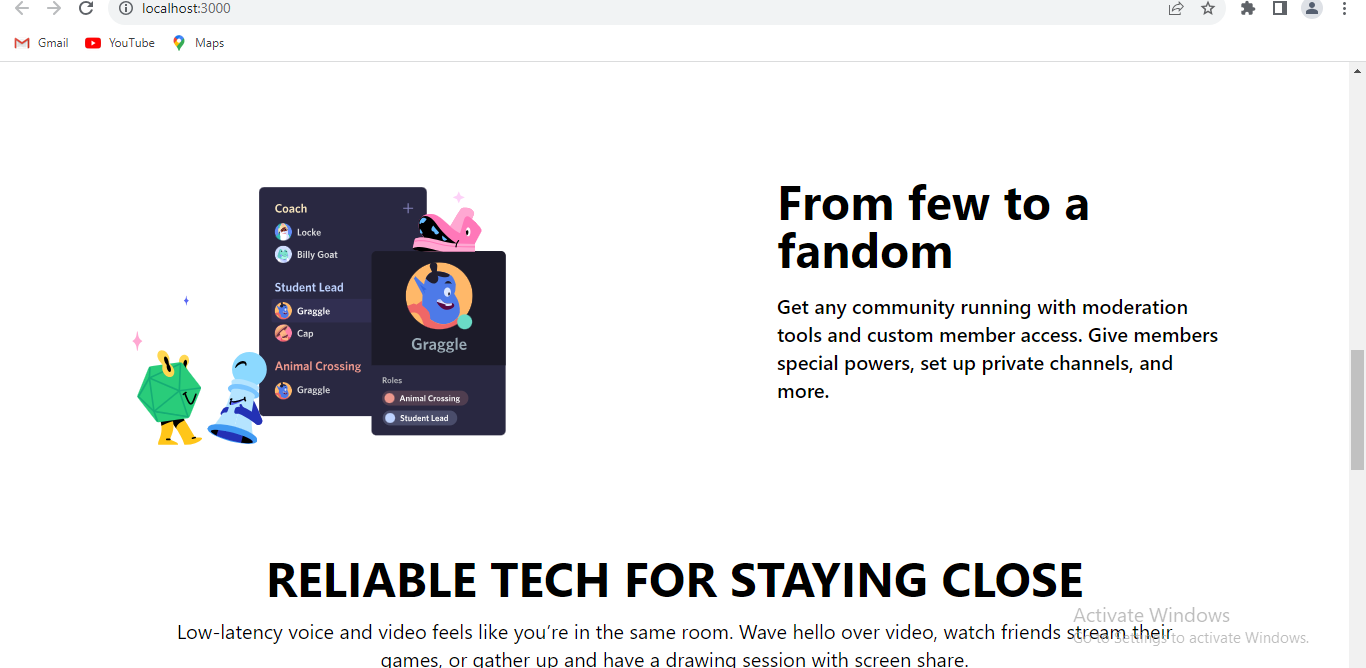 localhost:3000
Gmail
YouTube
Maps
Coach
Locke
Billy Goat
Student Lead
Graggle
Cap
Animal Crossing
Graggle
Graggle
Roles
Animal Crossing
Student Lead
From few to a
fandom
Get any community running with moderation
tools and custom member access. Give members
special powers, set up private channels, and
more.
RELIABLE TECH FOR STAYING CLOSE
Low-latency voice and video feels like you’re in the same room. Wave hello over video, watch friends stream their
games, or gather up and have a drawing session with screen share.
Activate Windows
Go to Settings to activate Windows.